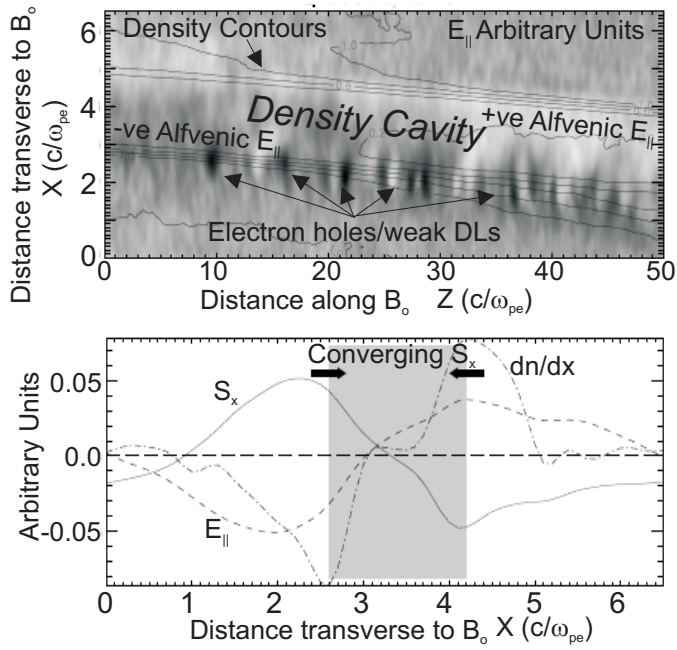 6
4
2
0
Distance transverse to Bo
X (c/ωpe)
Density Contours
E|| Arbitrary Units
1.0
Density Cavity
+ve Alfvenic E||
-ve Alfvenic E||
Electron holes/weak DLs
0 10 20 30 40 50
Distance along Bo Z (c/ωpe)
Converging Sx
dn/dx
Sx
E||
0.05
0.0
A-0.05
Arbitrary Units
0 1 2 3 4 5 6
Distance transverse to Bo X (c/ωpe)